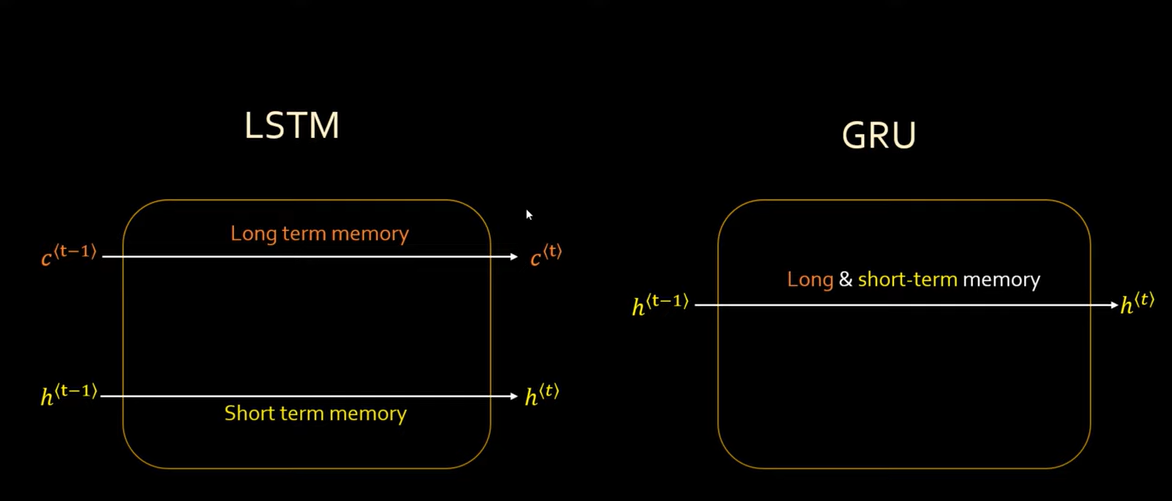 LSTM
Long term memory
c⟨t−1⟩
c⟨t⟩
h⟨t−1⟩
h⟨t⟩
Short term memory
GRU
Long & short-term memory
h⟨t−1⟩
h⟨t⟩